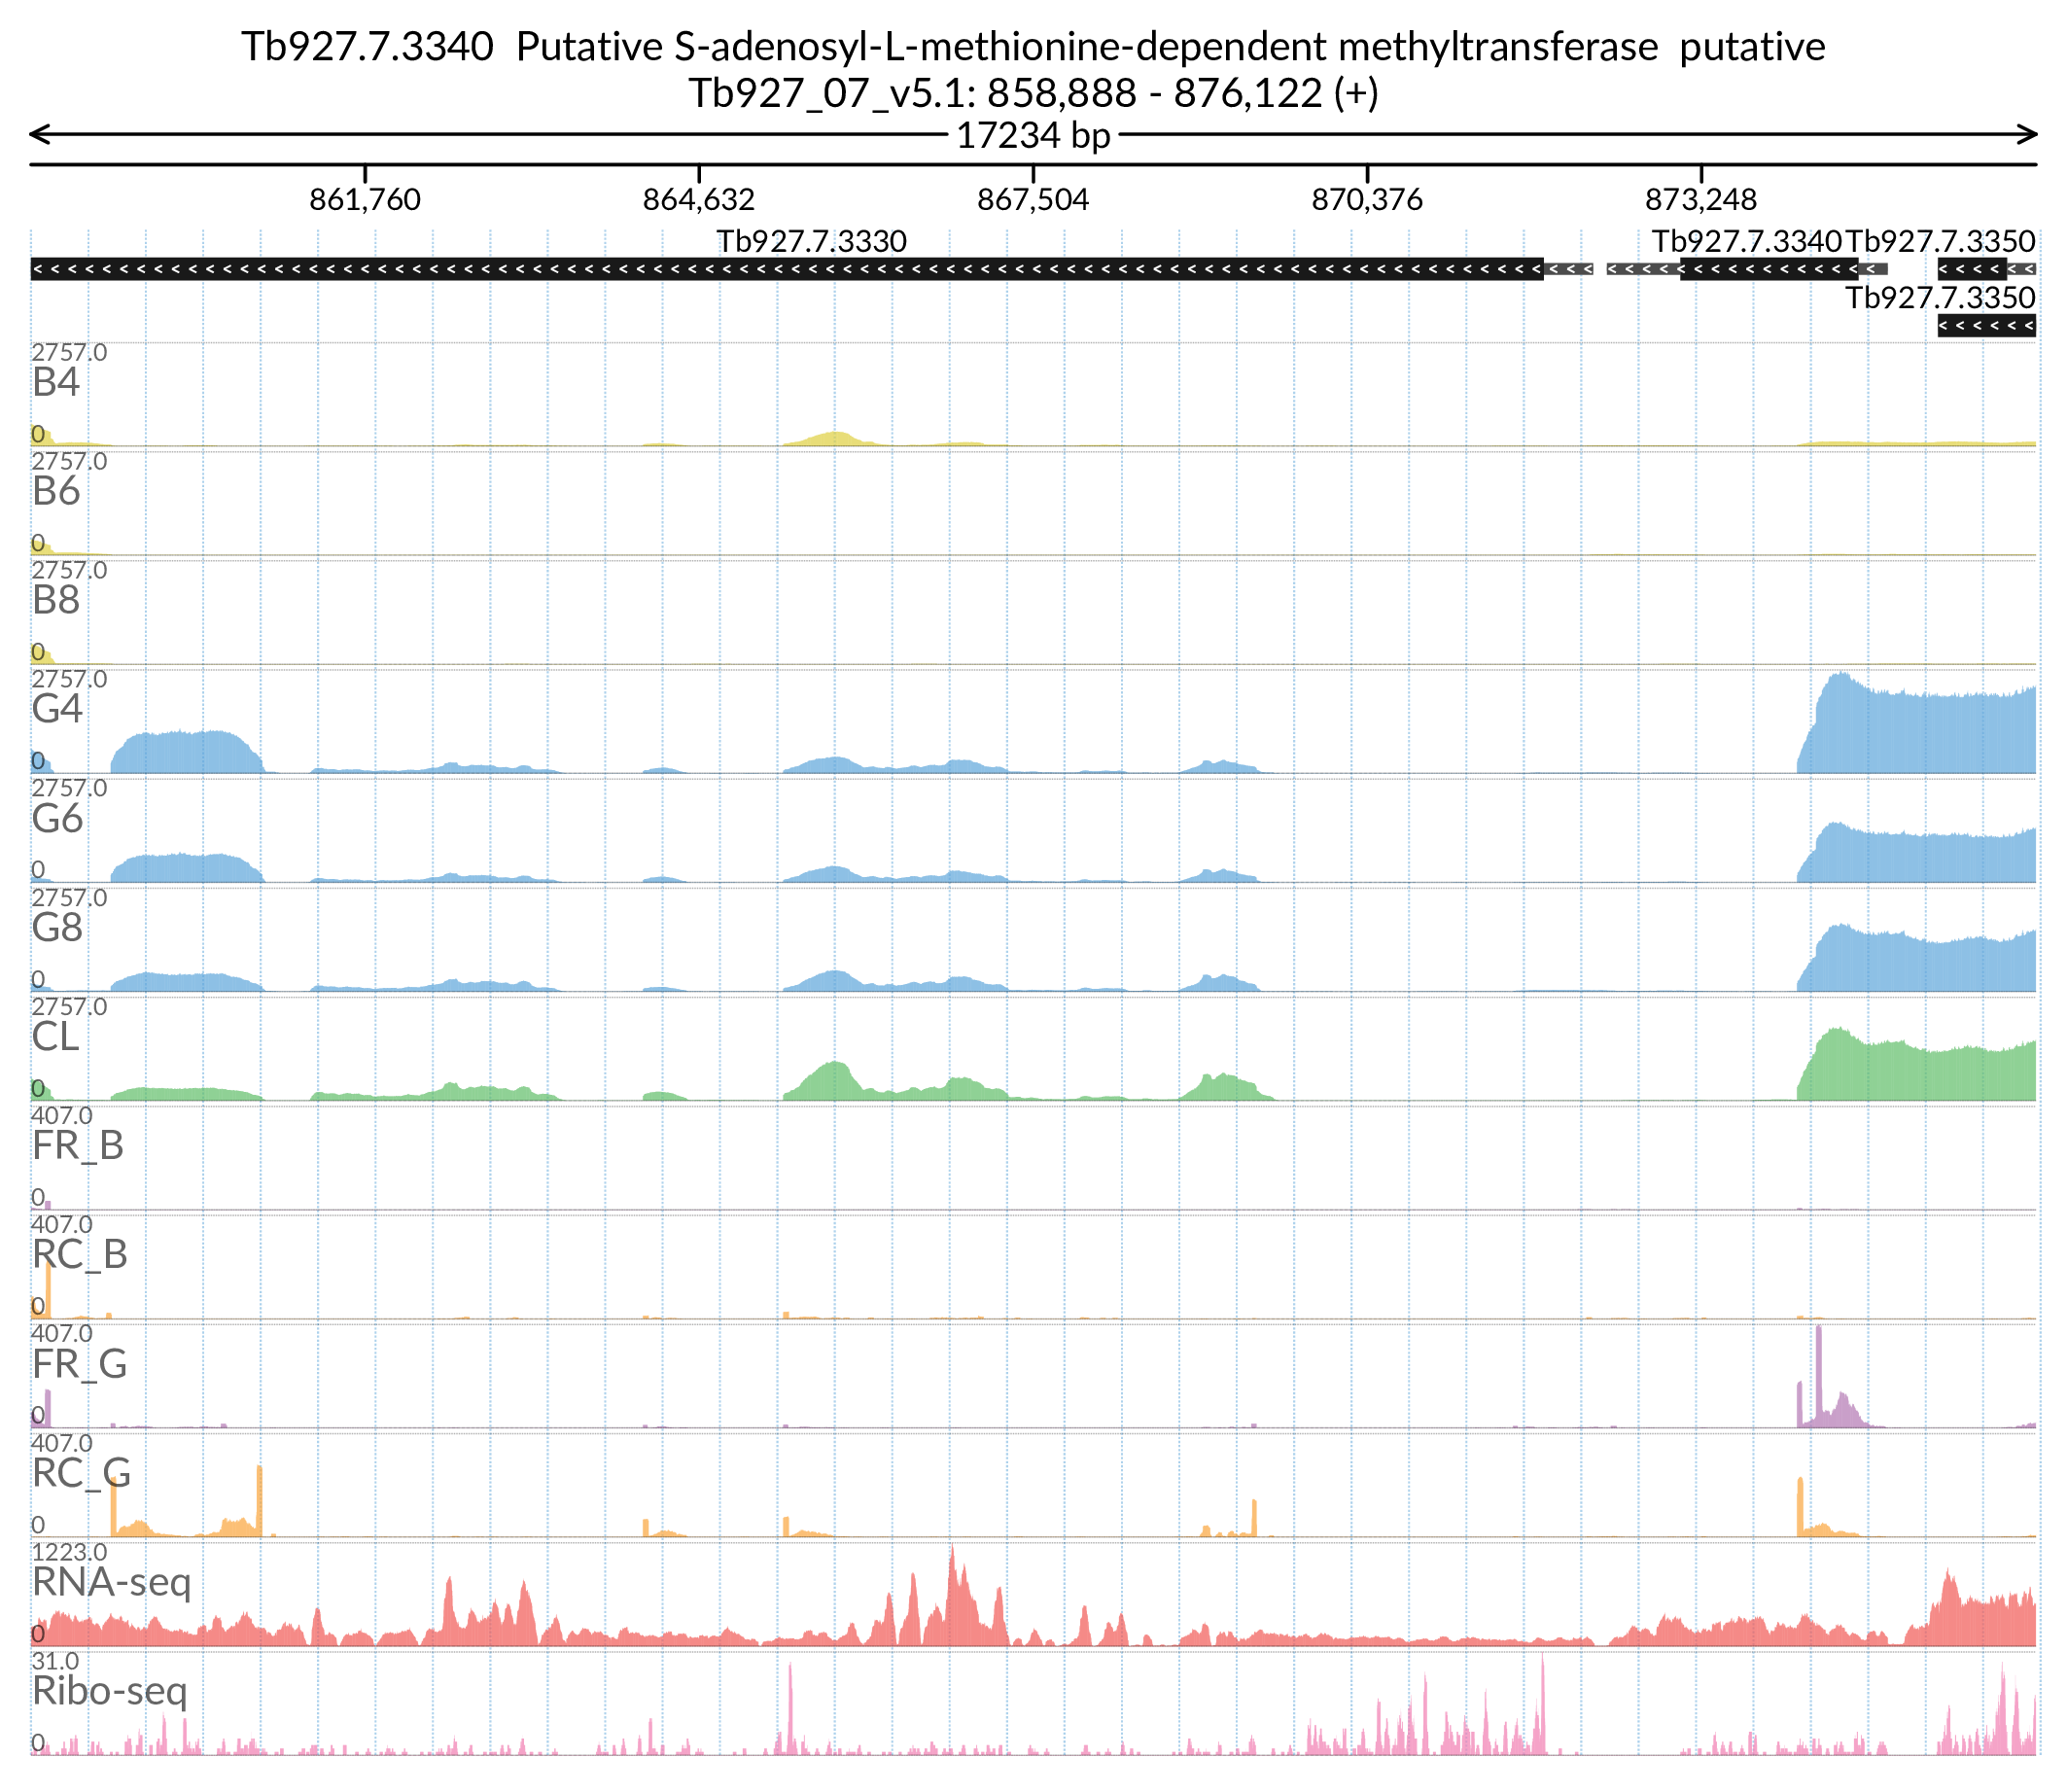 Tb927.7.3340  Putative S-adenosyl-L-methionine-dependent methyltransferase  putative
Tb927_07_v5.1: 858,888 - 876,122 (+)
17234 bp
861,760 864,632 867,504 870,376 873,248
Tb927.7.3330 Tb927.7.3340 Tb927.7.3350
Tb927.7.3350
2757.0
B4
0
2757.0
B6
0
2757.0
B8
0
2757.0
G4
0
2757.0
G6
0
2757.0
G8
0
2757.0
CL
0
407.0
FR_B
0
407.0
RC_B
0
407.0
FR_G
0
407.0
RC_G
0
1223.0
RNA-seq
0
31.0
Ribo-seq
0